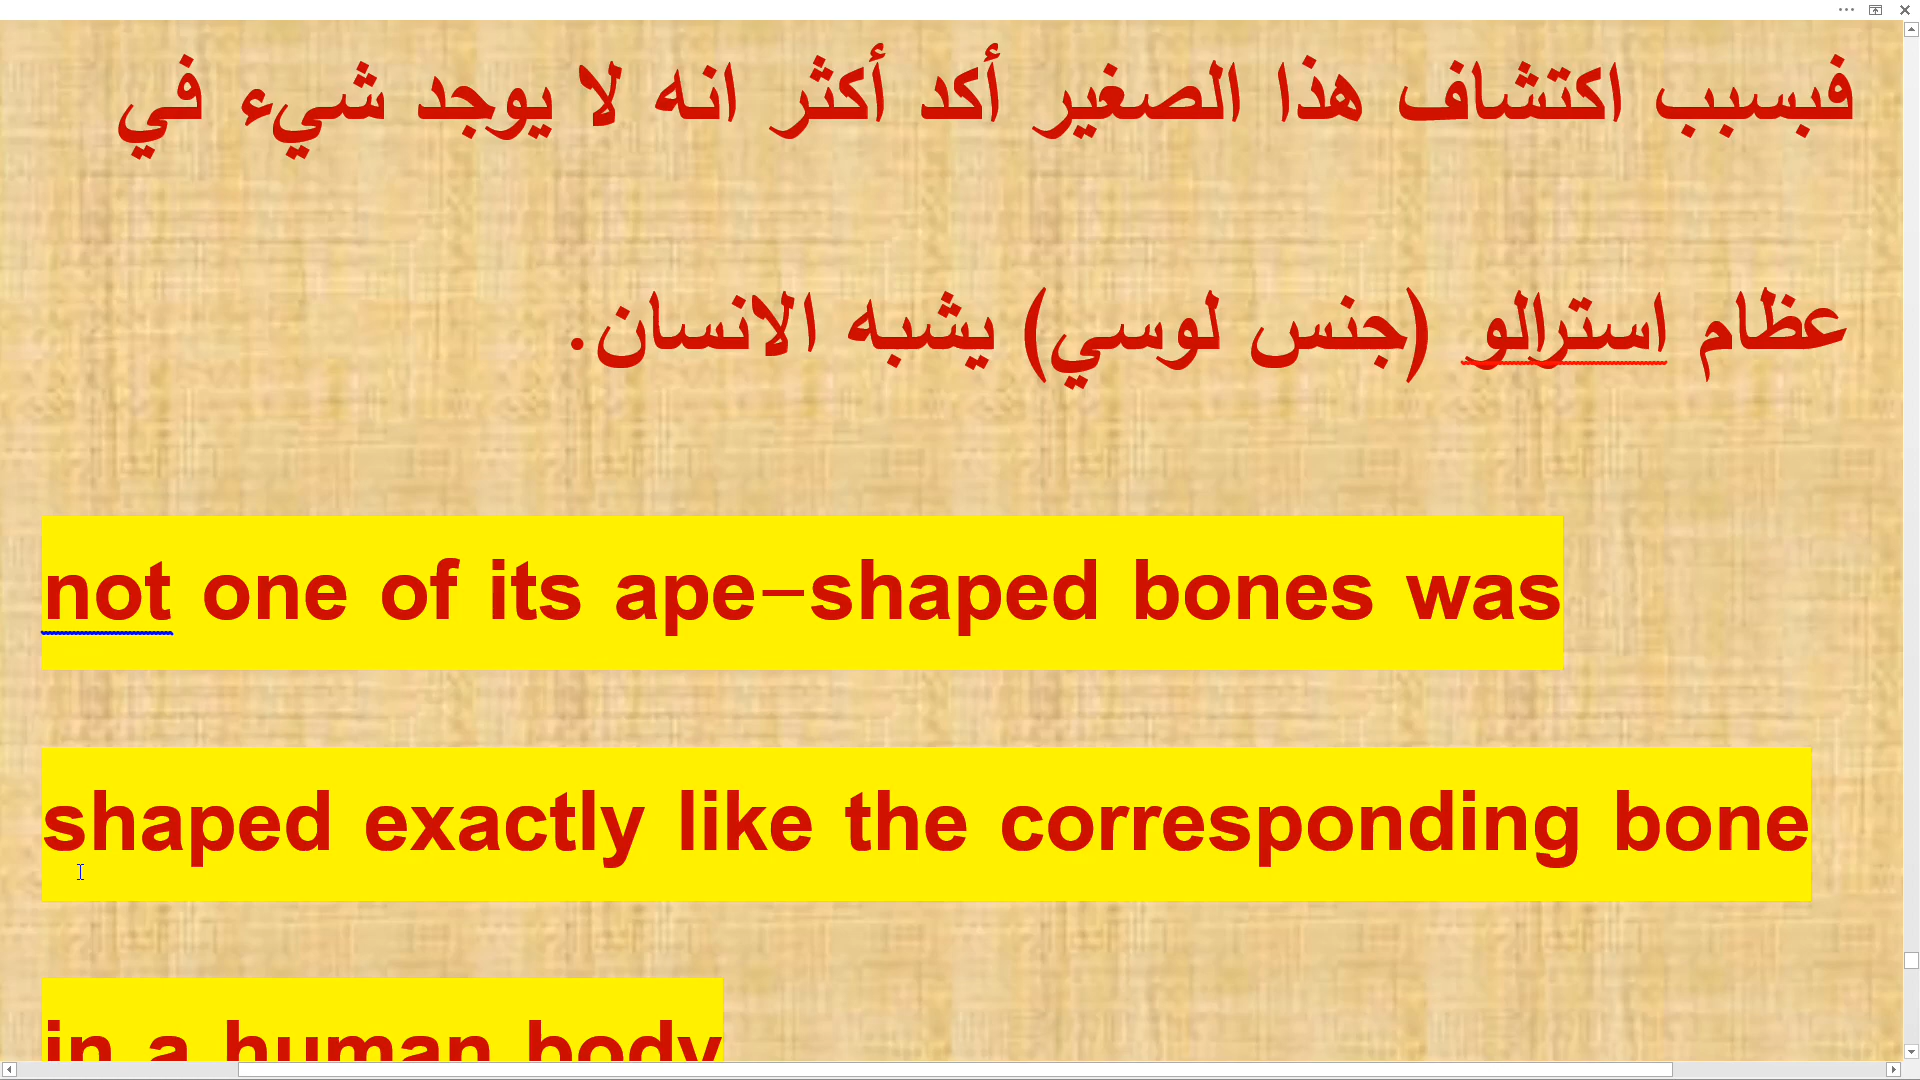 فبسبب اكتشاف هذا الصغير أكد أكثر انه لا يوجد شيء في
عظام استرالو (جنس لوسي) يشبه الانسان.
not one of its ape-shaped bones was
shaped exactly like the corresponding bone
in a human body